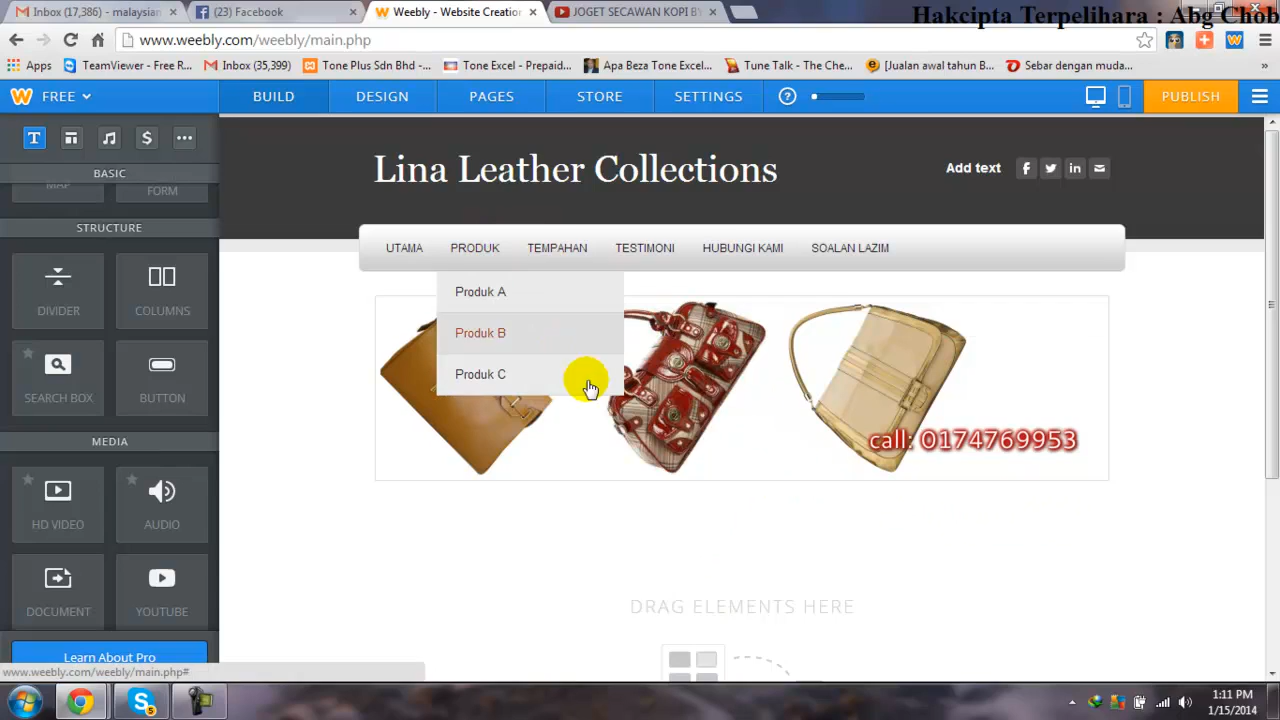 Inbox (17,386) - malaysian
(23) Facebook
Weebly - Website Creation
JOGET SECAWAN KOPI B
Hakcipta Terpelihara : Abg Chob
www.weebly.com/weebly/main.php
Apps
TeamViewer - Free R...
Inbox (35,399)
Tone Plus Sdn Bhd -...
Tone Excel - Prepaid...
Apa Beza Tone Excel...
Tune Talk - The Che...
[Jualan awal tahun B...
Sebar dengan muda...
»
FREE
BUILD
DESIGN
PAGES
STORE
SETTINGS
?
PUBLISH
T
$
BASIC
MAP
FORM
STRUCTURE
DIVIDER
COLUMNS
SEARCH BOX
BUTTON
MEDIA
HD VIDEO
AUDIO
DOCUMENT
YOUTUBE
Learn About Pro
Lina Leather Collections
Add text
UTAMA
PRODUK
TEMPAHAN
TESTIMONI
HUBUNGI KAMI
SOALAN LAZIM
Produk A
Produk B
Produk C
call: 0174769953
DRAG ELEMENTS HERE
www.weebly.com/weebly/main.php#
5
1:11 PM
1/15/2014